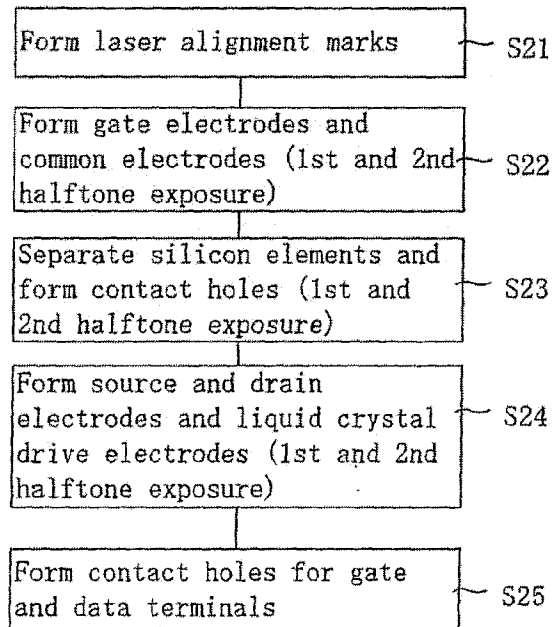 Form laser alignment marks
S21
Form gate electrodes and
common electrodes (1st and 2nd
halftone exposure)
S22
Separate silicon elements and
form contact holes (1st and
2nd halftone exposure)
S23
Form source and drain
electrodes and liquid crystal
drive electrodes (1st and 2nd
halftone exposure)
S24
Form contact holes for gate
and data terminals
S25